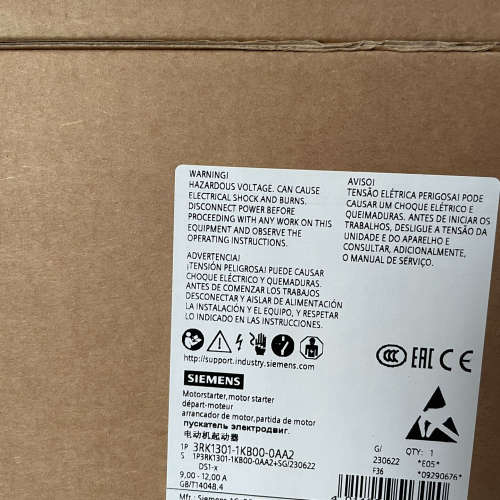 WARNING!
HAZARDOUS VOLTAGE. CAN CAUSE
ELECTRICAL SHOCK AND BURNS.
DISCONNECT POWER BEFORE
PROCEEDING WITH ANY WORK ON THIS
EQUIPMENT AND OBSERVE THE
OPERATING INSTRUCTIONS.
AVISO!
TENSÃO ELÉTRICA PERIGOSA! PODE
CAUSAR UM CHOQUE ELÉTRICO E
QUEIMADURAS. ANTES DE INICIAR OS
TRABALHOS, DESLIGUE A TENSÃO DA
UNIDADE E DO APARELHO E
CONSULTAR, ADICIONALMENTE,
O MANUAL DE SERVIÇO.
ADVERTENCIA!
¡TENSIÓN PELIGROSA! PUEDE CAUSAR
CHOQUE ELÉCTRICO Y QUEMADURAS.
ANTES DE COMENZAR LOS TRABAJOS
DESCONECTAR Y AISLAR DE ALIMENTACIÓN
LA INSTALACIÓN Y EL EQUIPO, Y RESPETAR
LO INDICADO EN LAS INSTRUCCIONES.
http://support.industry.siemens.com
CCC EAC CE
SIEMENS
Motorstarter, motor starter
départ-moteur
arrancador de motor, partida de motor
пускатель электродвиг.
电动机起动器
1P 3RK1301-1KB00-0AA2
S 1P3RK1301-1KB00-0AA2+SG/230622
DS1-x
9,00 - 12,00 A
GB/T14048.4
G/ QTY: 1
230622 *E05*
F36 *09290676*
Mfr.: Siemens AG